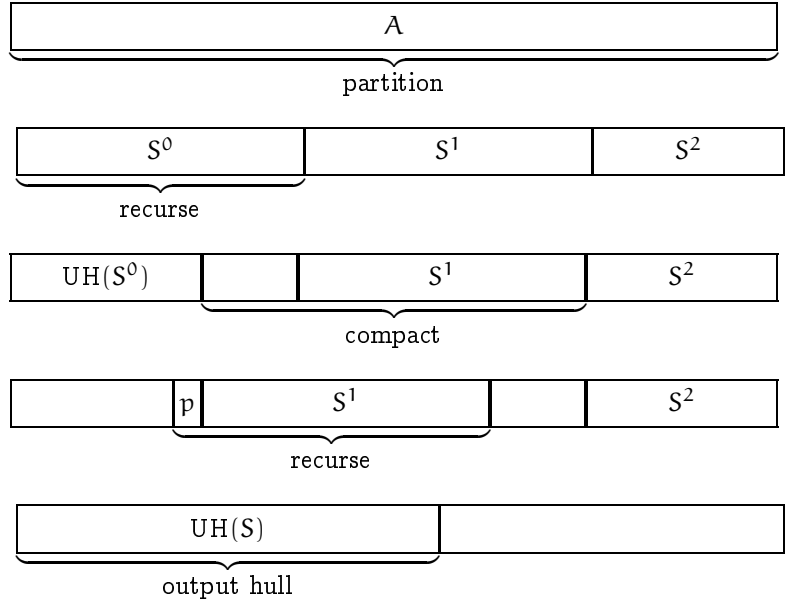 A
partition
S⁰ S¹ S²
recurse
UH(S⁰) S¹ S²
compact
p S¹ S²
recurse
UH(S)
output hull